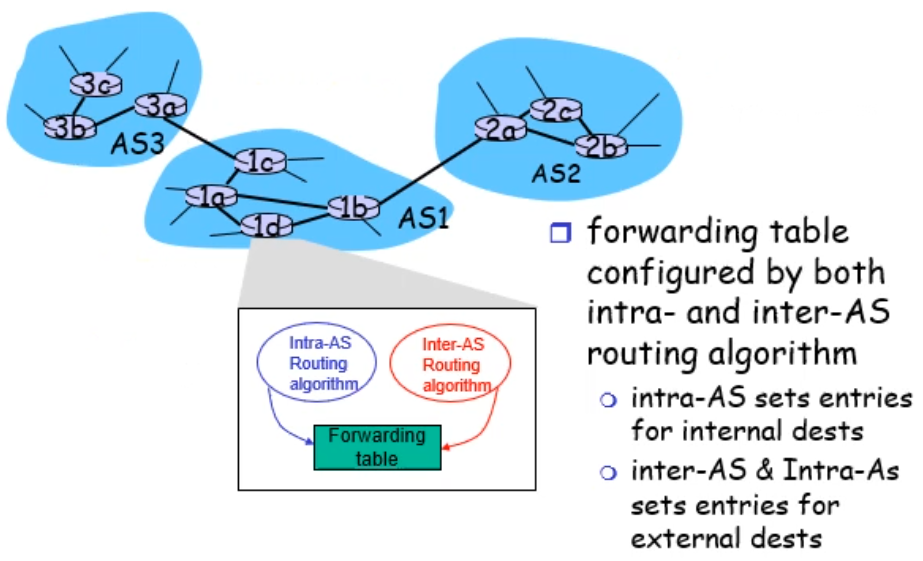 3c
3a
3b
AS3
2c
2a
2b
AS2
1c
1a
1b
1d
AS1
forwarding table
configured by both
intra- and inter-AS
routing algorithm
intra-AS sets entries
for internal dests
inter-AS & Intra-As
sets entries for
external dests
Intra-AS
Routing
algorithm
Inter-AS
Routing
algorithm
Forwarding
table